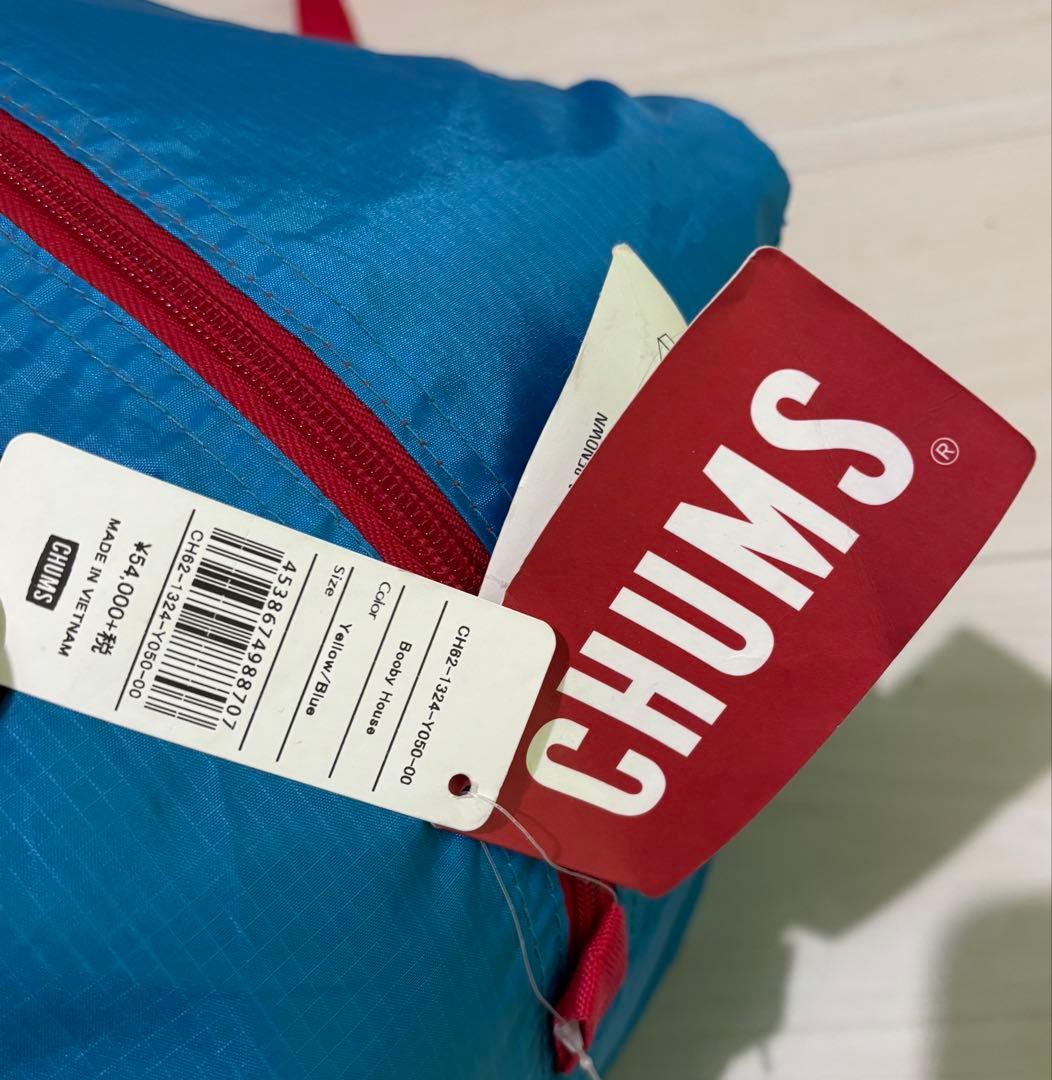 CHUMS®
RENOWN
CH62-1324-Y050-00
Booby House
Color
Yellow/Blue
Size
4538674988707
CH62-1324-Y050-00
¥54,000+税
MADE IN VIETNAM
CHUMS